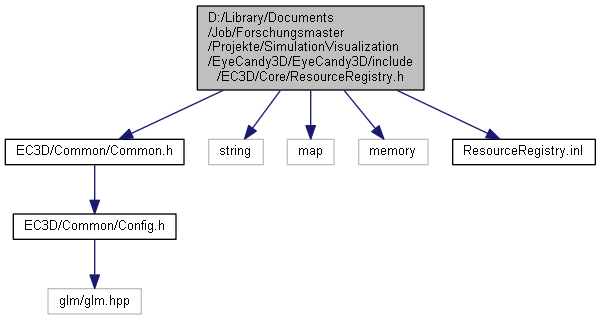 D:/Library/Documents
/Job/Forschungsmaster
/Projekte/SimulationVisualization
/EyeCandy3D/EyeCandy3D/include
/EC3D/Core/ResourceRegistry.h
EC3D/Common/Common.h
string
map
memory
ResourceRegistry.inl
EC3D/Common/Config.h
glm/glm.hpp